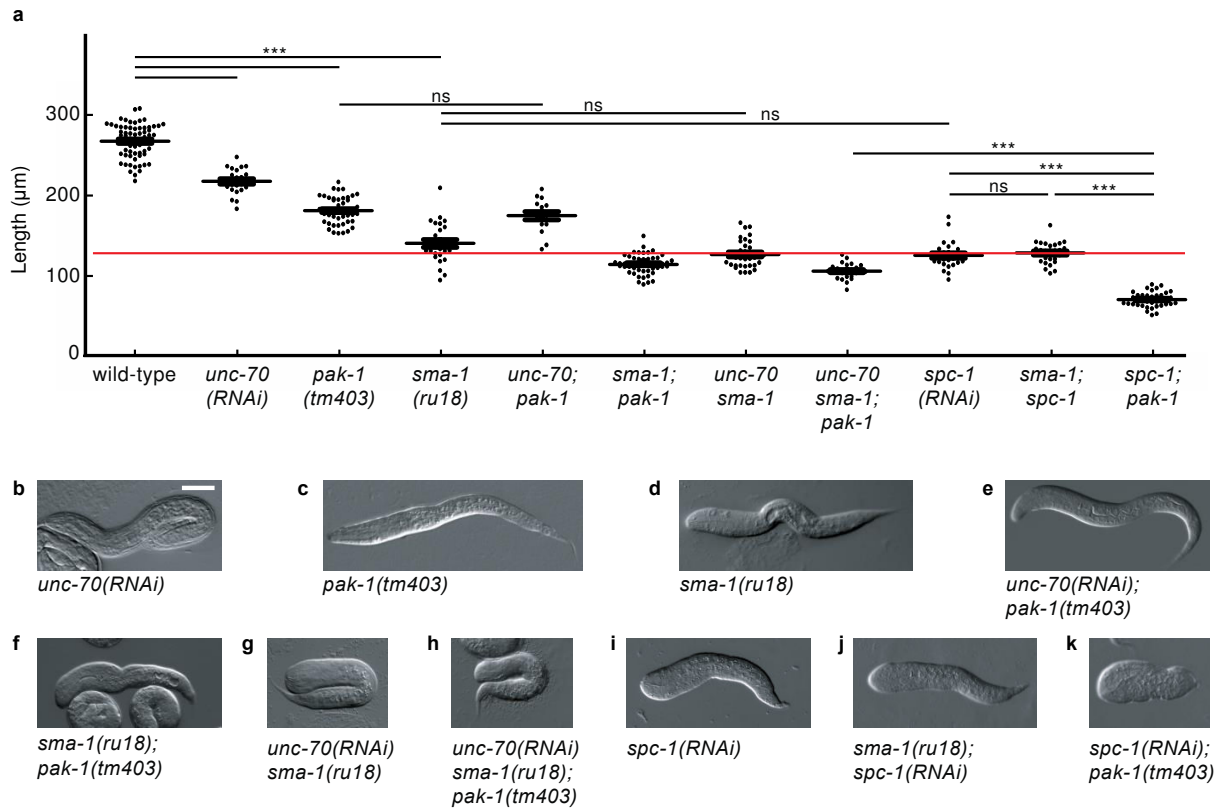 a
***
ns
ns
ns
***
***
ns
***
Length (µm)
300
200
100
0
wild-type
unc-70
(RNAi)
pak-1
(tm403)
sma-1
(ru18)
unc-70;
pak-1
sma-1;
pak-1
unc-70
sma-1
unc-70
sma-1;
pak-1
spc-1
(RNAi)
sma-1;
spc-1
spc-1;
pak-1
b
unc-70(RNAi)
c
pak-1(tm403)
d
sma-1(ru18)
e
unc-70(RNAi);
pak-1(tm403)
f
sma-1(ru18);
pak-1(tm403)
g
unc-70(RNAi)
sma-1(ru18)
h
unc-70(RNAi)
sma-1(ru18);
pak-1(tm403)
i
spc-1(RNAi)
j
sma-1(ru18);
spc-1(RNAi)
k
spc-1(RNAi);
pak-1(tm403)